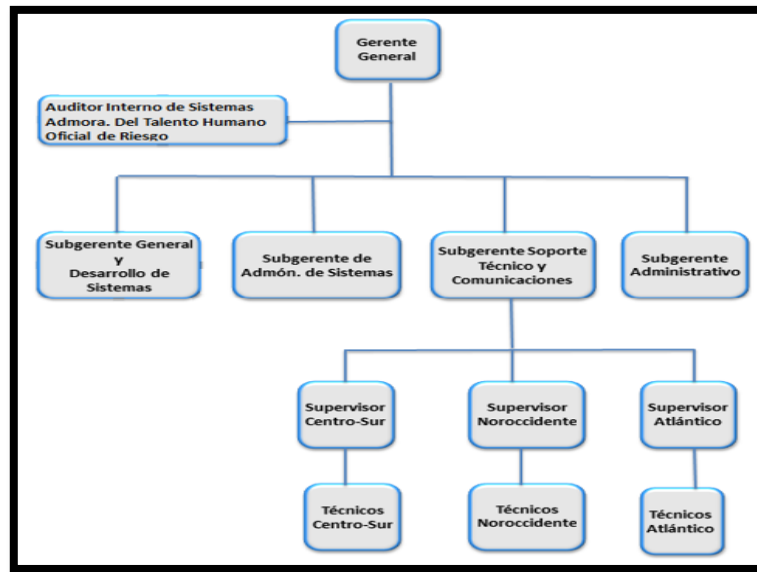 Gerente
General
Auditor Interno de Sistemas
Admora. Del Talento Humano
Oficial de Riesgo
Subgerente General
y
Desarrollo de
Sistemas
Subgerente de
Admón. de Sistemas
Subgerente Soporte
Técnico y
Comunicaciones
Subgerente
Administrativo
Supervisor
Centro-Sur
Supervisor
Noroccidente
Supervisor
Atlántico
Técnicos
Centro-Sur
Técnicos
Noroccidente
Técnicos
Atlántico